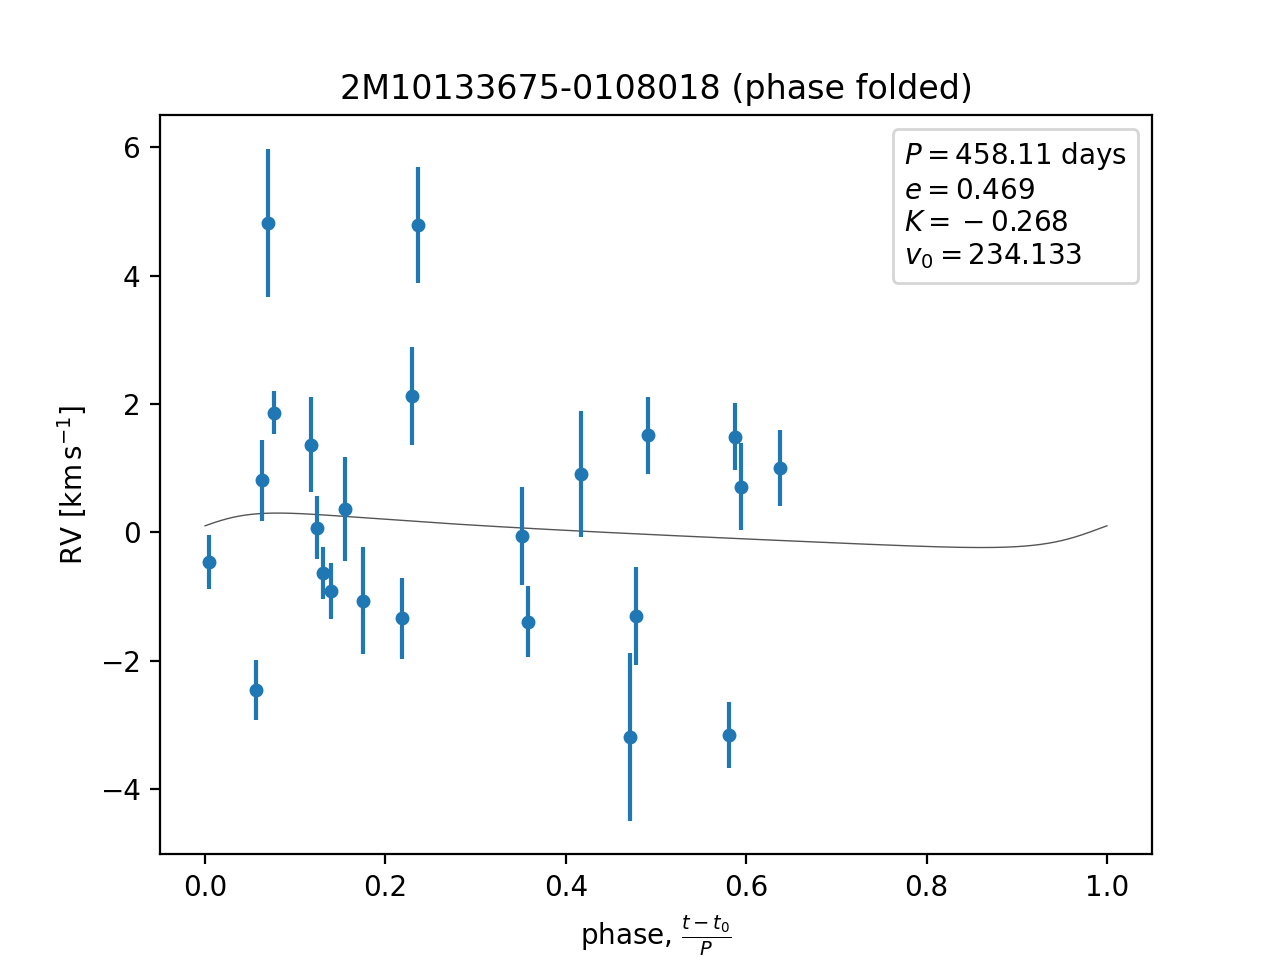 2M10133675-0108018 (phase folded)
P = 458.11 days
e = 0.469
K = −0.268
v₀ = 234.133
RV [km s⁻¹]
6
4
2
0
−2
−4
0.0 0.2 0.4 0.6 0.8 1.0
phase, (t − t₀)/P